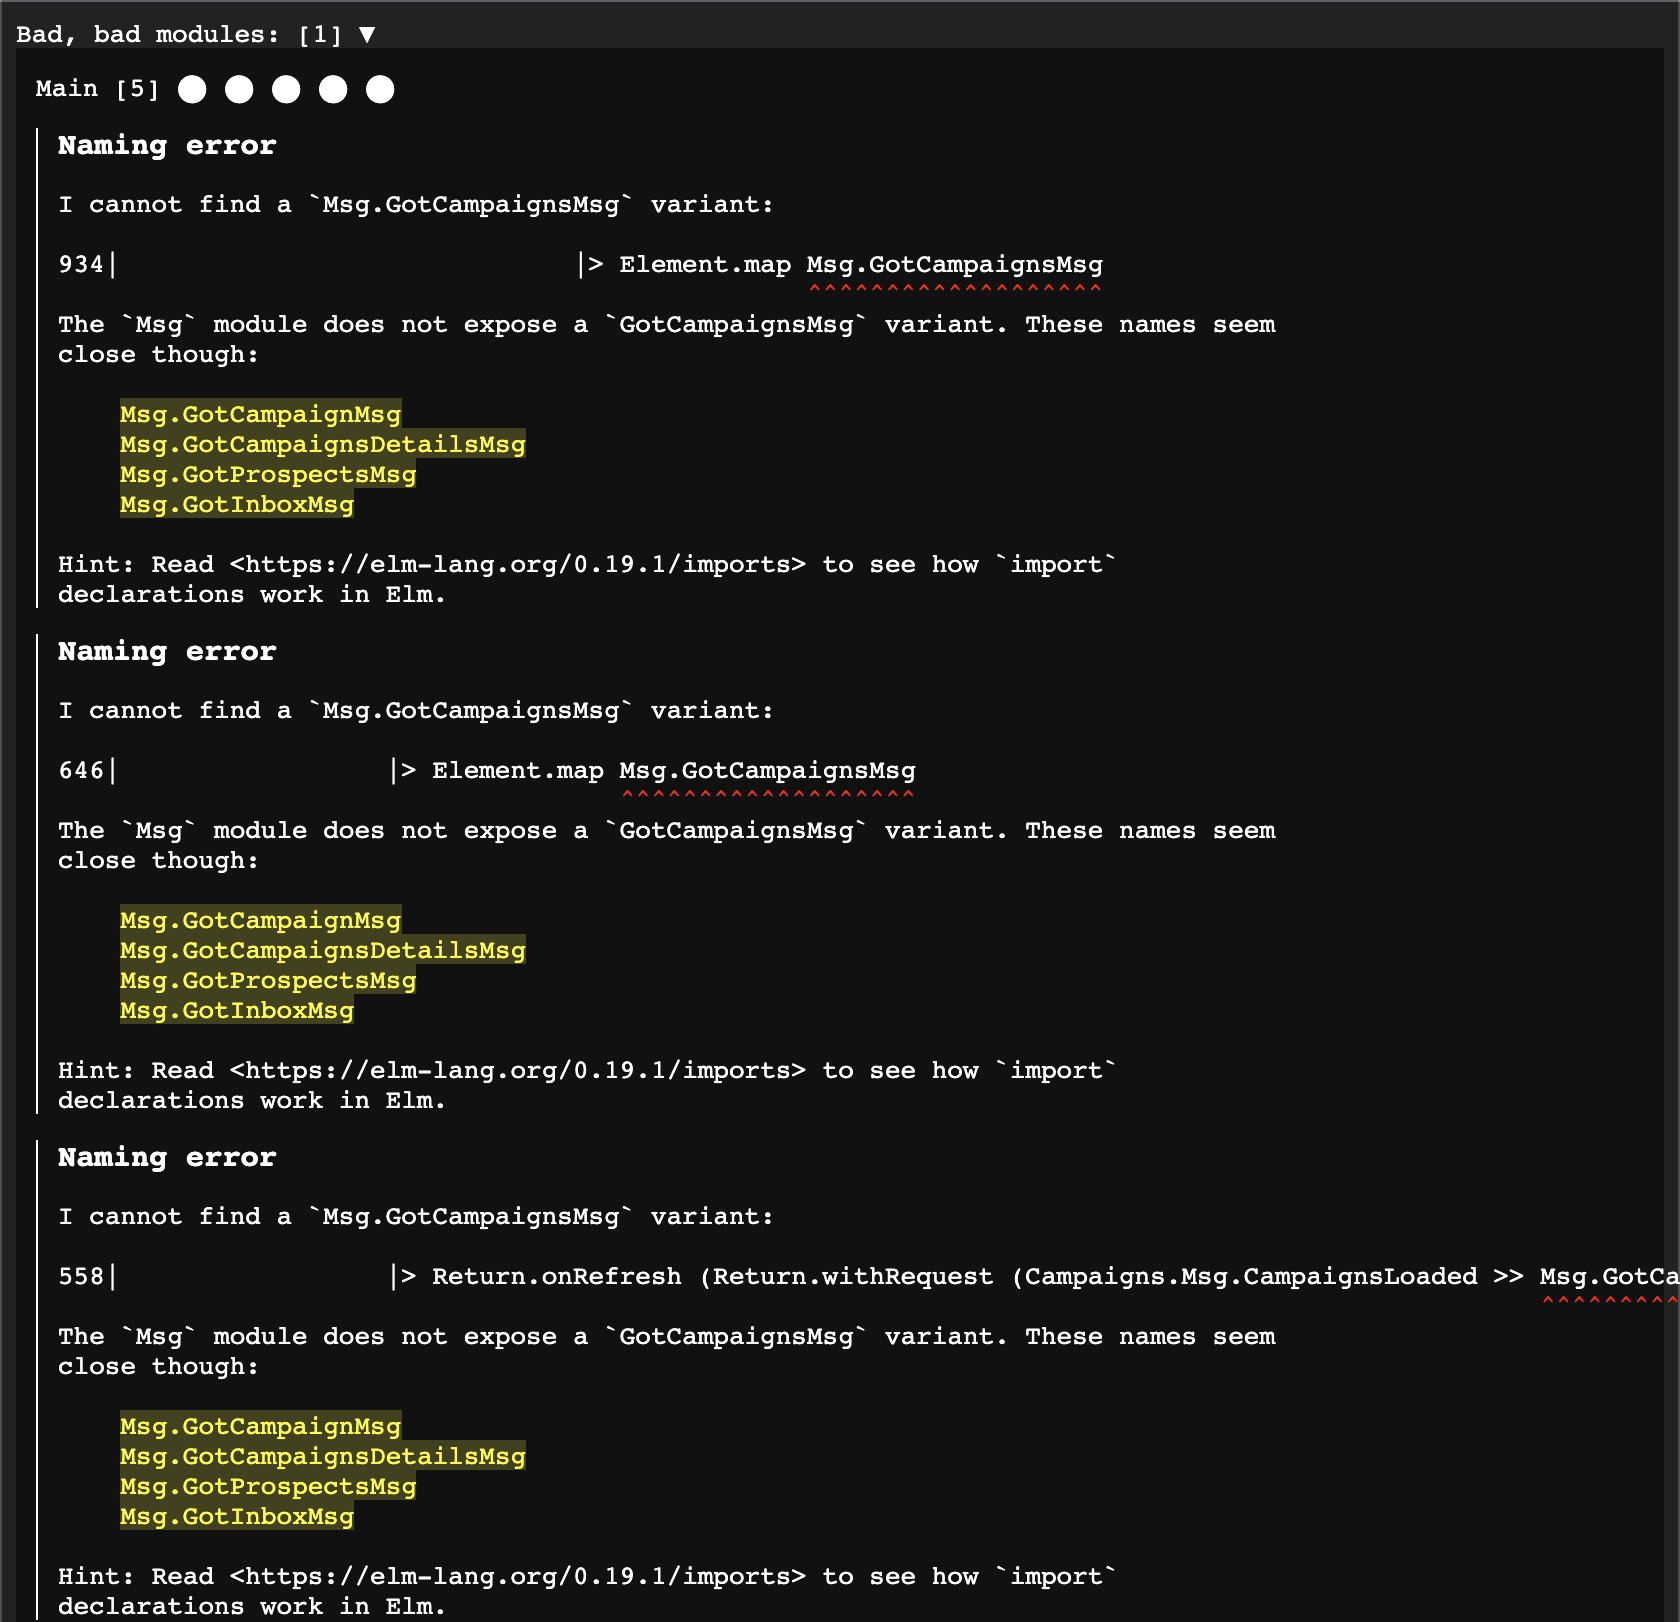 Bad, bad modules: [1] ▼
Main [5]
Naming error
I cannot find a `Msg.GotCampaignsMsg` variant:
934|                              |> Element.map Msg.GotCampaignsMsg
^^^^^^^^^^^^^^^^^^^
The `Msg` module does not expose a `GotCampaignsMsg` variant. These names seem
close though:
Msg.GotCampaignMsg
Msg.GotCampaignsDetailsMsg
Msg.GotProspectsMsg
Msg.GotInboxMsg
Hint: Read <https://elm-lang.org/0.19.1/imports> to see how `import`
declarations work in Elm.
Naming error
I cannot find a `Msg.GotCampaignsMsg` variant:
646|                  |> Element.map Msg.GotCampaignsMsg
^^^^^^^^^^^^^^^^^^^
The `Msg` module does not expose a `GotCampaignsMsg` variant. These names seem
close though:
Msg.GotCampaignMsg
Msg.GotCampaignsDetailsMsg
Msg.GotProspectsMsg
Msg.GotInboxMsg
Hint: Read <https://elm-lang.org/0.19.1/imports> to see how `import`
declarations work in Elm.
Naming error
I cannot find a `Msg.GotCampaignsMsg` variant:
558|                  |> Return.onRefresh (Return.withRequest (Campaigns.Msg.CampaignsLoaded >> Msg.GotCa
^^^^^^^^^
The `Msg` module does not expose a `GotCampaignsMsg` variant. These names seem
close though:
Msg.GotCampaignMsg
Msg.GotCampaignsDetailsMsg
Msg.GotProspectsMsg
Msg.GotInboxMsg
Hint: Read <https://elm-lang.org/0.19.1/imports> to see how `import`
declarations work in Elm.